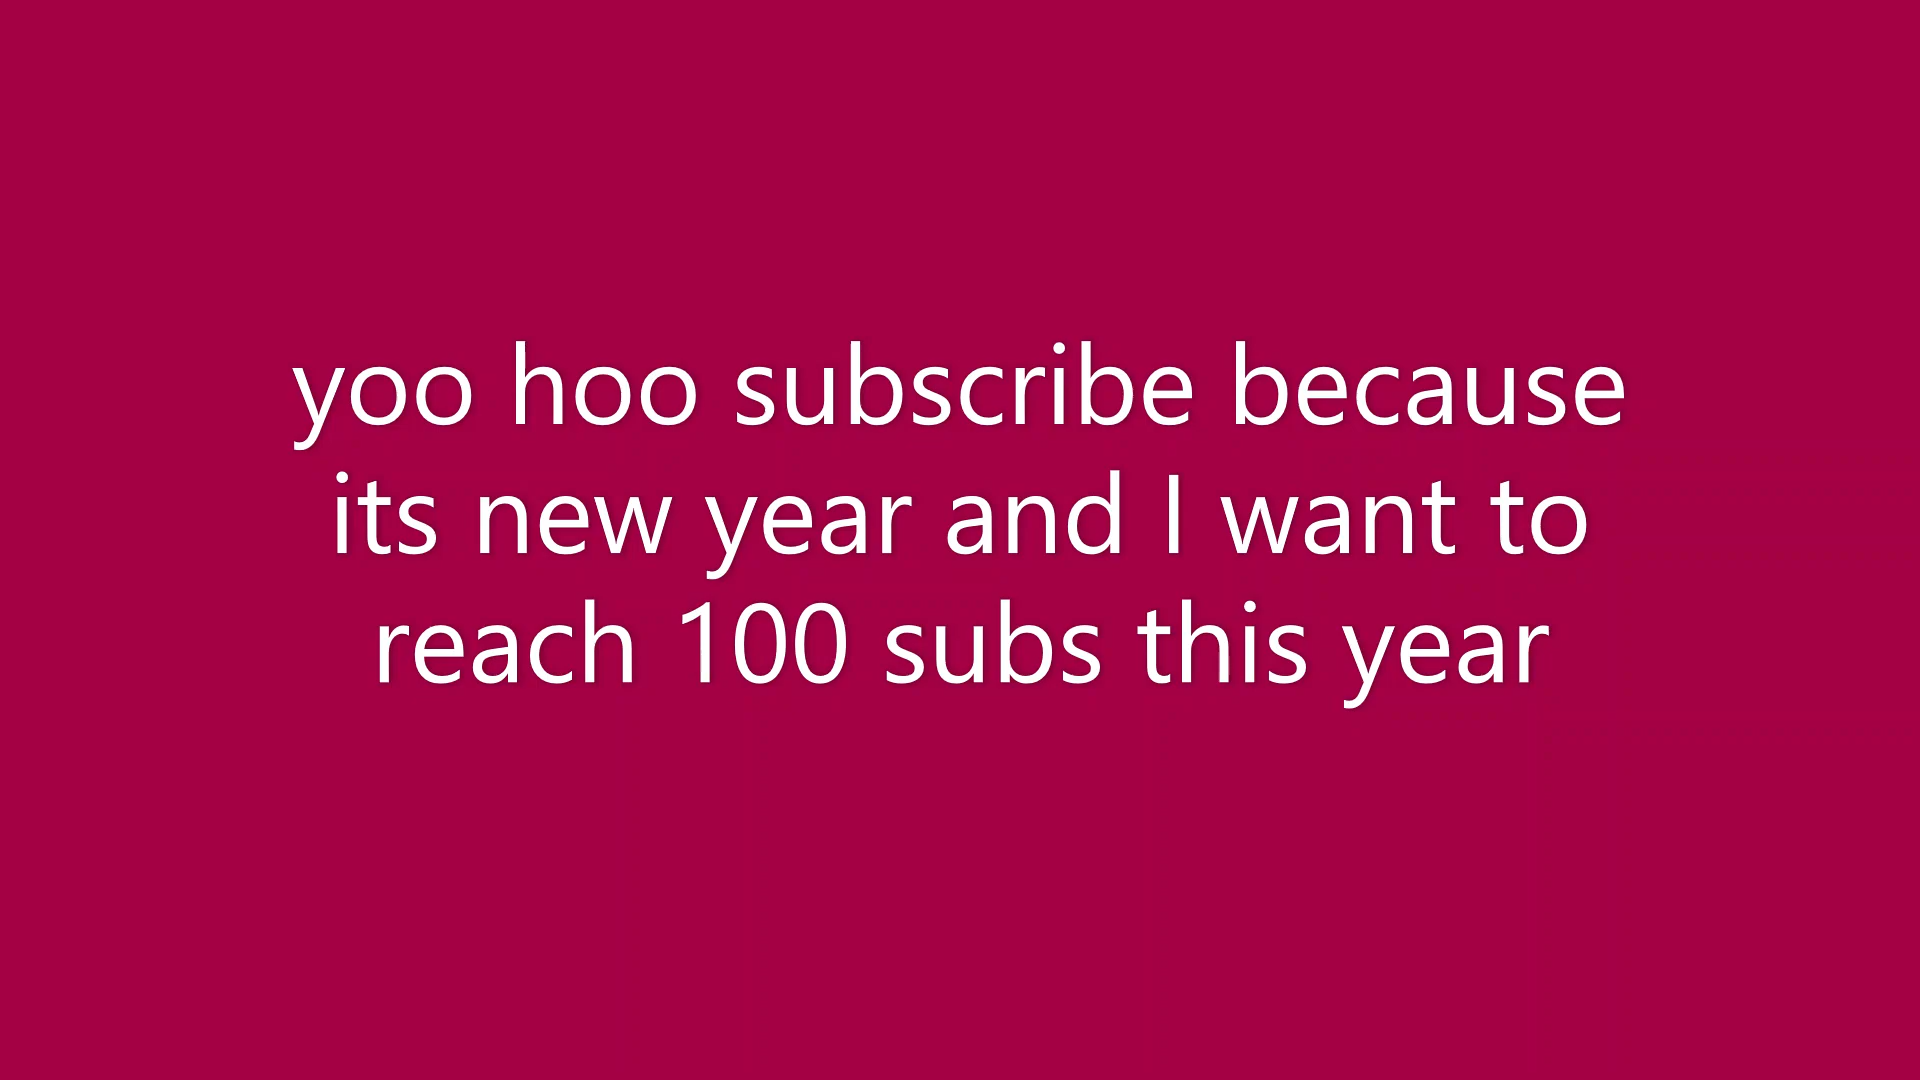 yoo hoo subscribe because
its new year and I want to
reach 100 subs this year